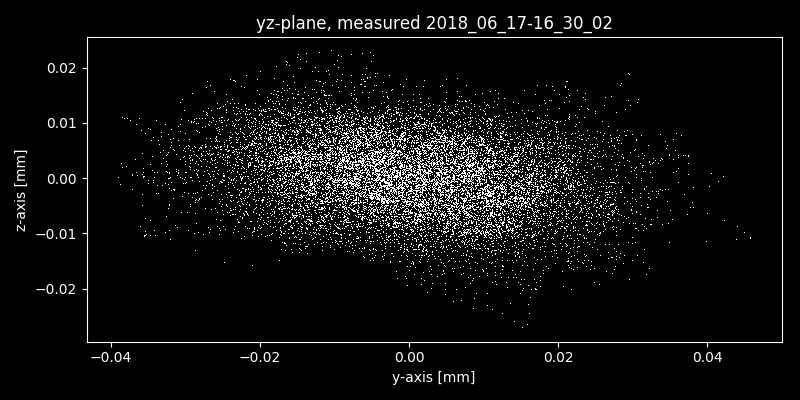 yz-plane, measured 2018_06_17-16_30_02
0.02
0.01
0.00
−0.01
−0.02
z-axis [mm]
−0.04 −0.02 0.00 0.02 0.04
y-axis [mm]